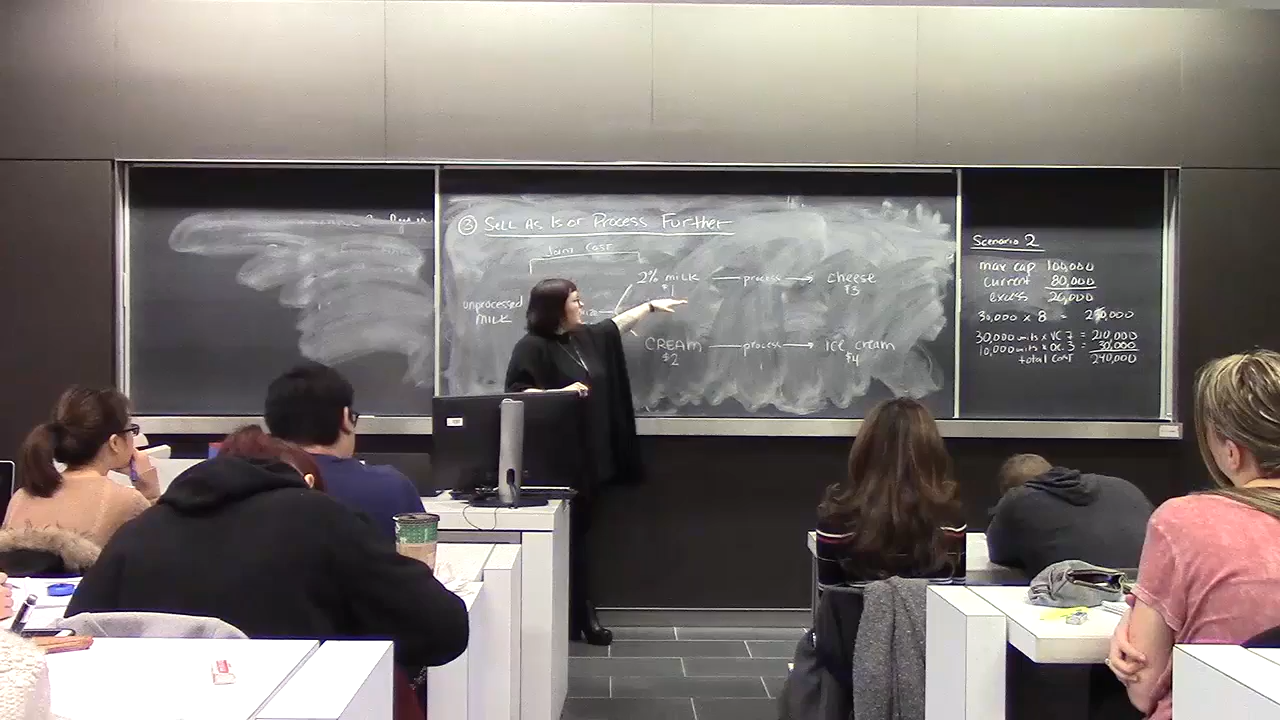 ③ Sell As Is or Process Further
Joint Cost
unprocessed
MILK
2% milk
$1
process
cheese
$3
CREAM
$2
process
ice cream
$4
Scenario 2
max cap 100,000
current 80,000
excess 20,000
30,000 x 8 =
30,000 units x VC 7 = 210,000
10,000 units x OC 3 = 30,000
total cost 240,000